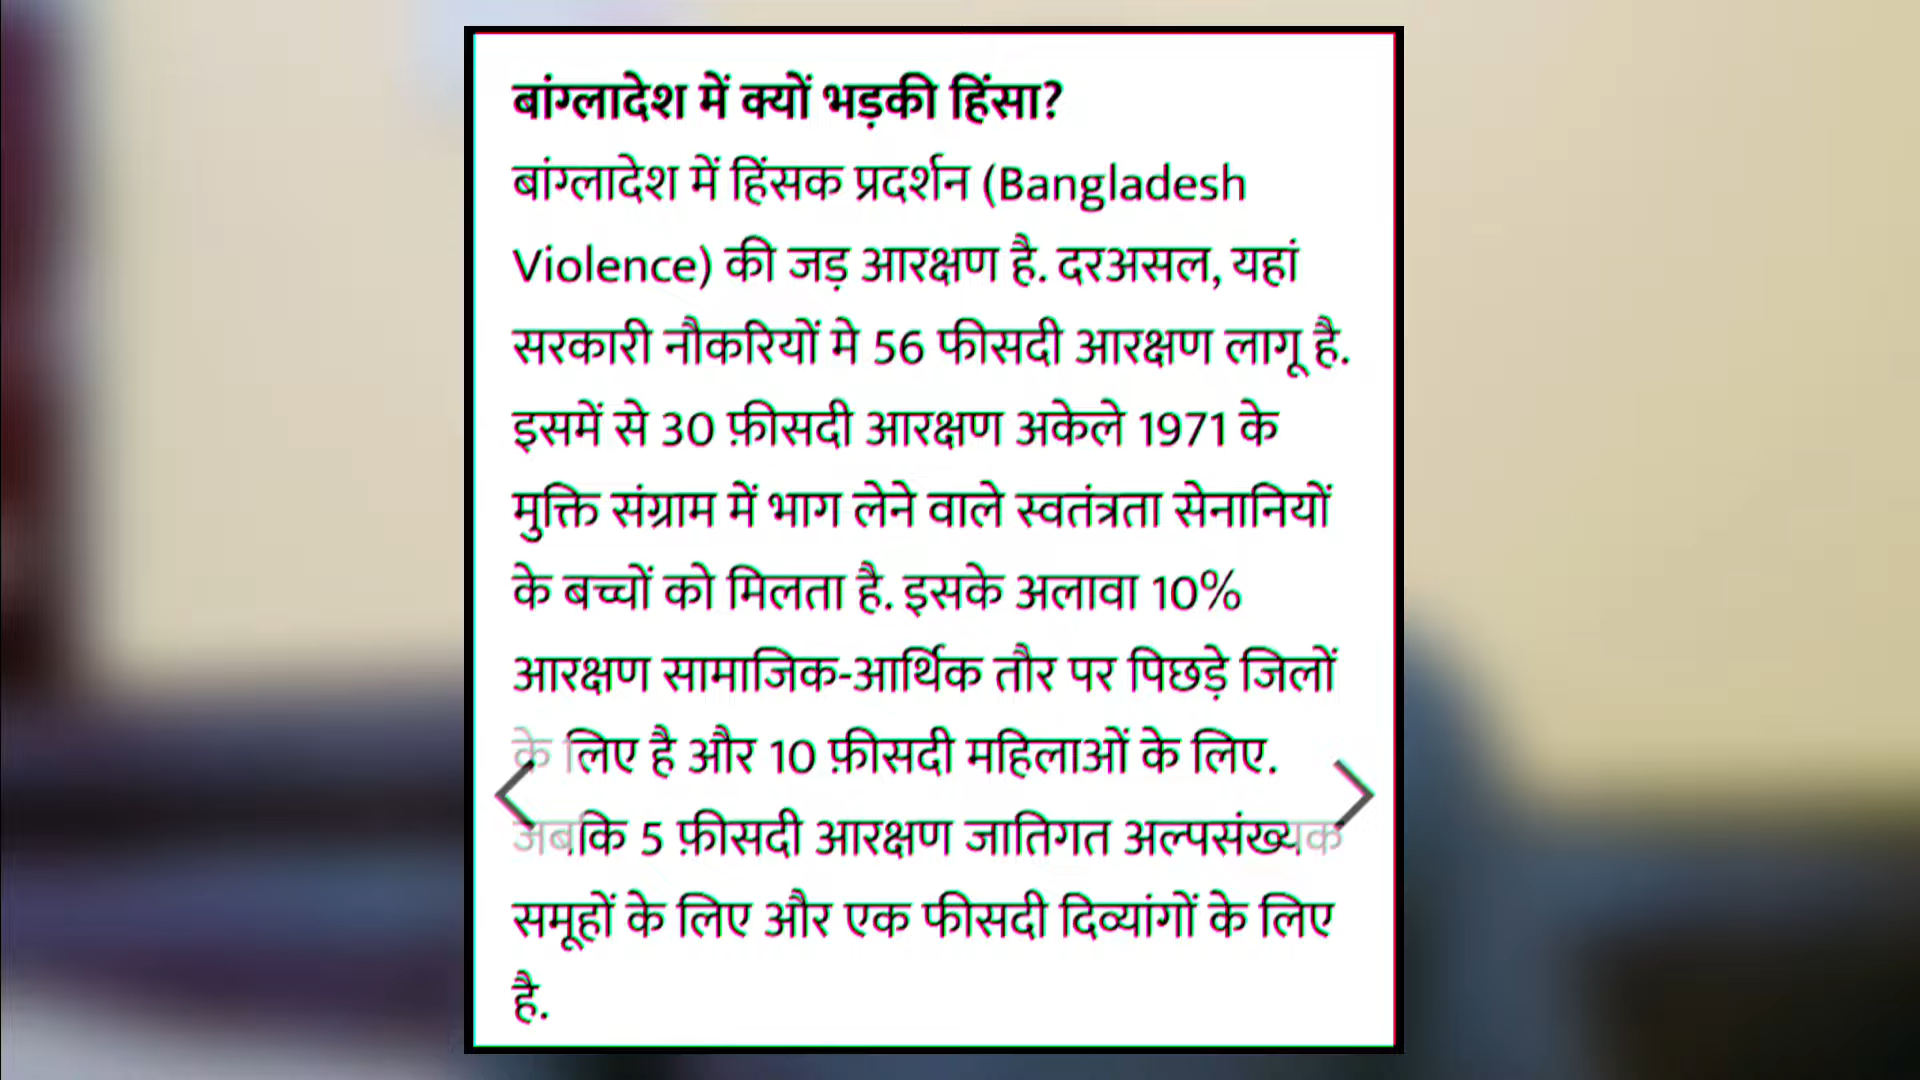 बांग्लादेश में क्यों भड़की हिंसा?
बांग्लादेश में हिंसक प्रदर्शन (Bangladesh
Violence) की जड़ आरक्षण है. दरअसल, यहां
सरकारी नौकरियों मे 56 फीसदी आरक्षण लागू है.
इसमें से 30 फ़ीसदी आरक्षण अकेले 1971 के
मुक्ति संग्राम में भाग लेने वाले स्वतंत्रता सेनानियों
के बच्चों को मिलता है. इसके अलावा 10%
आरक्षण सामाजिक-आर्थिक तौर पर पिछड़े जिलों
के लिए है और 10 फ़ीसदी महिलाओं के लिए.
जबकि 5 फ़ीसदी आरक्षण जातिगत अल्पसंख्यक
समूहों के लिए और एक फीसदी दिव्यांगों के लिए
है.